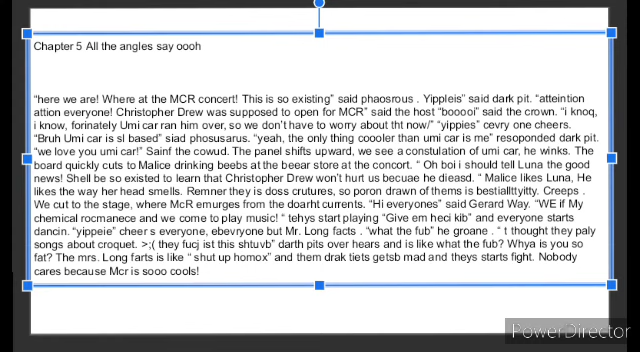 Chapter 5 All the angles say oooh
“here we are! Where at the MCR concert! This is so existing” said phaosrous . Yippleis” said dark pit. “atteintion
attion everyone! Christopher Drew was supposed to open for MCR” said the host “booooi” said the crown. “i knoq,
i know, forinately Umi car ran him over, so we don’t have to worry about tht now/” “yippies” cevry one cheers.
“Bruh Umi car is sl based” siad phosusarus. “yeah, the only thing coooler than umi car is me” resoponded dark pit.
“we love you umi car!” Sainf the cowud. The panel shifts upward, we see a constulation of umi car, he winks. The
board quickly cuts to Malice drinking beebs at the beear store at the concort. “ Oh boi i should tell Luna the good
news! Shell be so existed to learn that Christopher Drew won’t hurt us becuae he dieasd. “ Malice likes Luna, He
likes the way her head smells. Remner they is doss crutures, so poron drawn of thems is bestiallttyitty. Creeps .
We cut to the stage, where McR emurges from the doarht currents. “Hi everyones” said Gerard Way. “WE if My
chemical rocmanece and we come to play music! “ tehys start playing “Give em heci kib” and everyone starts
dancin. “yippeie” cheer s everyone, ebevryone but Mr. Long facts . “what the fub” he groane . “ t thought they paly
songs about croquet. >;( they fucj ist this shtuvb” darth pits over hears and is like what the fub? Whya is you so
fat? The mrs. Long farts is like “ shut up homox” and them drak tiets getsb mad and theys starts fight. Nobody
cares because Mcr is sooo cools!
PowerDirector